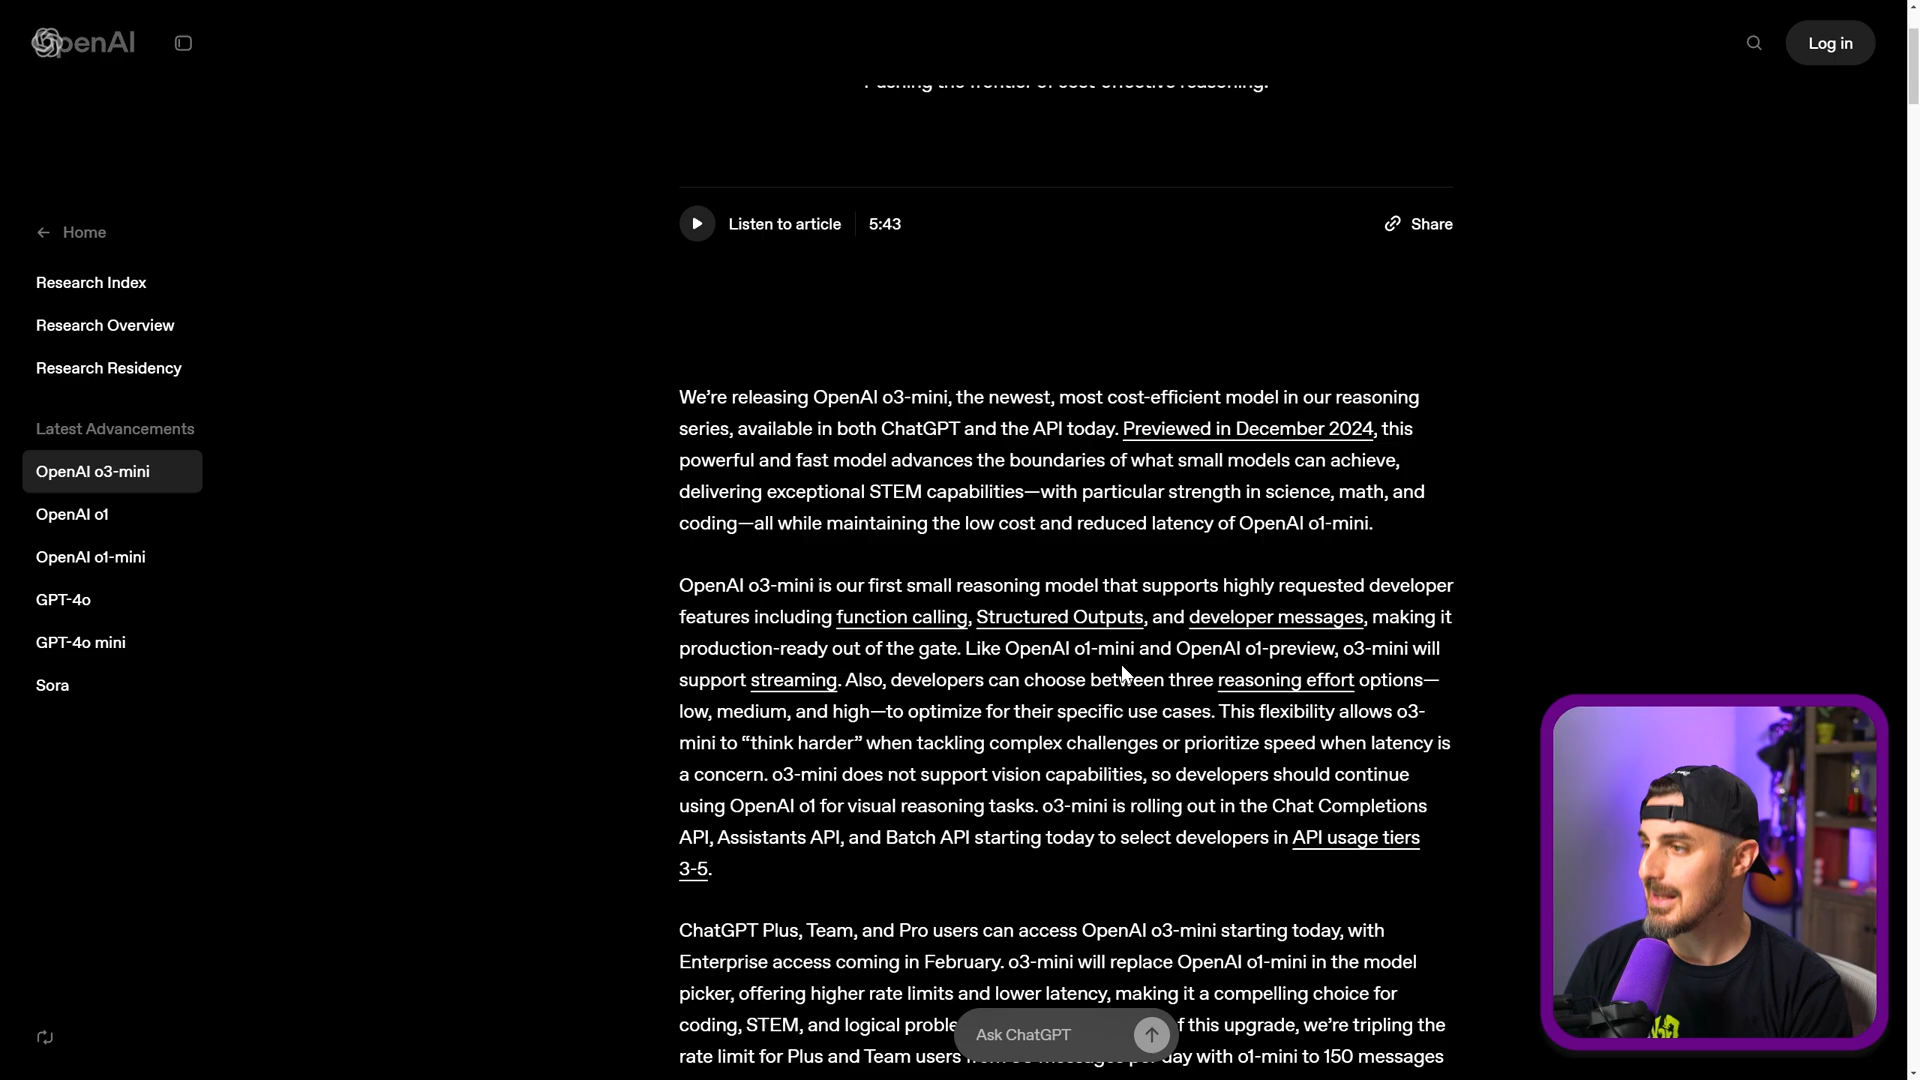 OpenAI
Log in
Pushing the frontier of cost-effective reasoning.
Listen to article
5:43
Share
Home
Research Index
Research Overview
Research Residency
Latest Advancements
OpenAI o3-mini
OpenAI o1
OpenAI o1-mini
GPT-4o
GPT-4o mini
Sora
We’re releasing OpenAI o3-mini, the newest, most cost-efficient model in our reasoning
series, available in both ChatGPT and the API today. Previewed in December 2024, this
powerful and fast model advances the boundaries of what small models can achieve,
delivering exceptional STEM capabilities—with particular strength in science, math, and
coding—all while maintaining the low cost and reduced latency of OpenAI o1-mini.
OpenAI o3-mini is our first small reasoning model that supports highly requested developer
features including function calling, Structured Outputs, and developer messages, making it
production-ready out of the gate. Like OpenAI o1-mini and OpenAI o1-preview, o3-mini will
support streaming. Also, developers can choose between three reasoning effort options—
low, medium, and high—to optimize for their specific use cases. This flexibility allows o3-
mini to “think harder” when tackling complex challenges or prioritize speed when latency is
a concern. o3-mini does not support vision capabilities, so developers should continue
using OpenAI o1 for visual reasoning tasks. o3-mini is rolling out in the Chat Completions
API, Assistants API, and Batch API starting today to select developers in API usage tiers
3-5.
ChatGPT Plus, Team, and Pro users can access OpenAI o3-mini starting today, with
Enterprise access coming in February. o3-mini will replace OpenAI o1-mini in the model
picker, offering higher rate limits and lower latency, making it a compelling choice for
coding, STEM, and logical f this upgrade, we’re tripling the
rate limit for Plus and Team users day with o1-mini to 150 messages
Ask ChatGPT